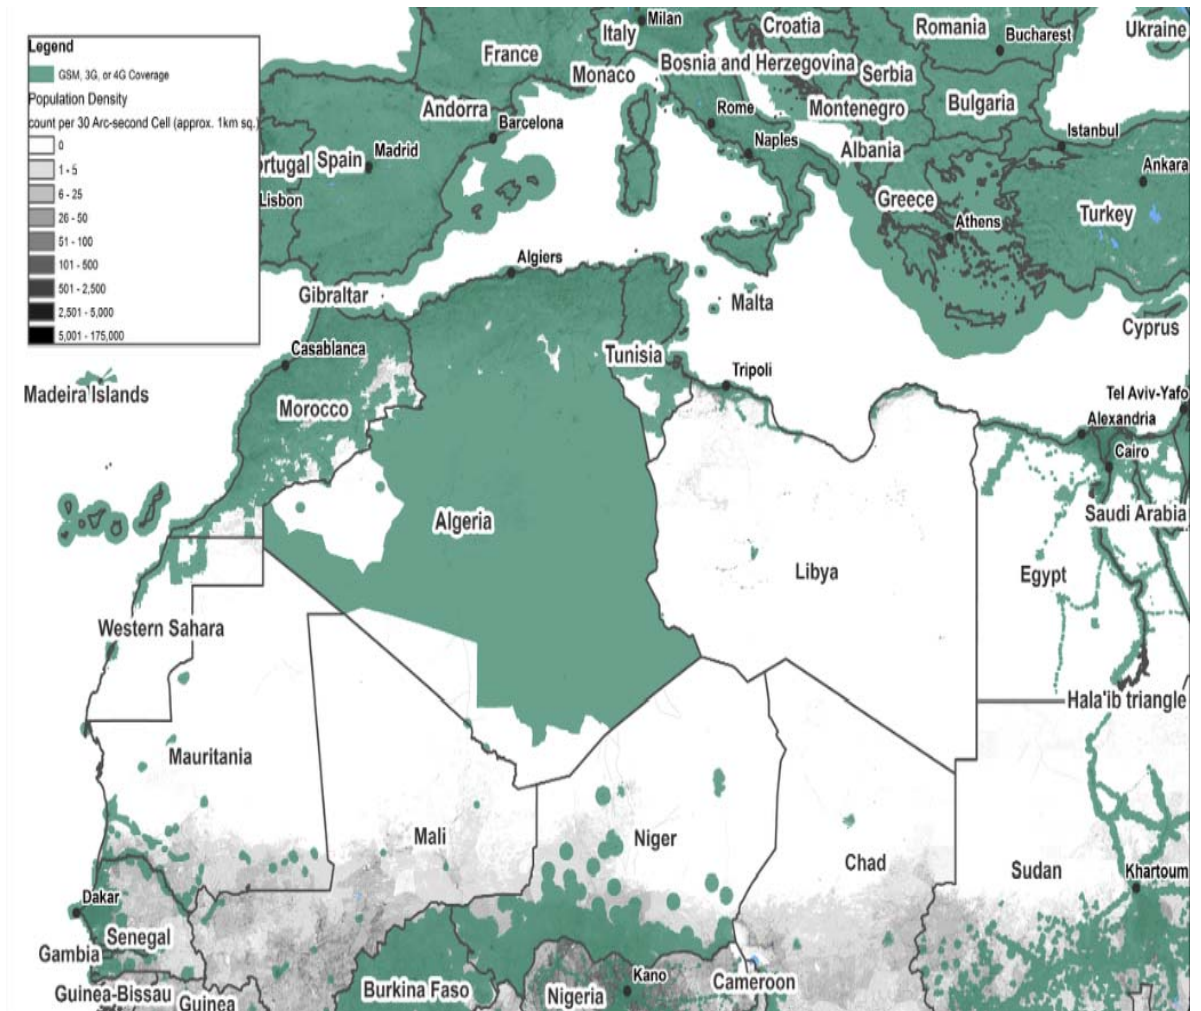 Legend
GSM, 3G, or 4G Coverage
Population Density
count per 30 Arc-second Cell (approx. 1km sq.)
0
1 - 5
6 - 25
26 - 50
51 - 100
101 - 500
501 - 2,500
2,501 - 5,000
5,001 - 175,000
Milan
Croatia
Romania
Ukraine
Italy
Bucharest
France
Bosnia and Herzegovina
Monaco
Serbia
Andorra
Montenegro
Bulgaria
Rome
Barcelona
Istanbul
Naples
Madrid
Albania
ortugal
Spain
Ankara
Lisbon
Greece
Turkey
Athens
Algiers
Gibraltar
Malta
Cyprus
Casablanca
Tunisia
Tripoli
Madeira Islands
Tel Aviv-Yafo
Morocco
Alexandria
Cairo
Saudi Arabia
Algeria
Libya
Egypt
Western Sahara
Hala'ib triangle
Mauritania
Mali
Niger
Chad
Sudan
Khartoum
Dakar
Senegal
Gambia
Kano
Cameroon
Guinea-Bissau
Guinea
Burkina Faso
Nigeria